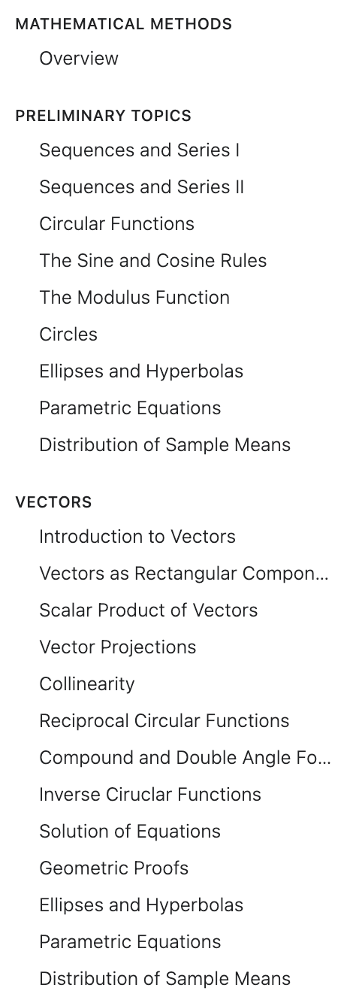 MATHEMATICAL METHODS
Overview
PRELIMINARY TOPICS
Sequences and Series I
Sequences and Series II
Circular Functions
The Sine and Cosine Rules
The Modulus Function
Circles
Ellipses and Hyperbolas
Parametric Equations
Distribution of Sample Means
VECTORS
Introduction to Vectors
Vectors as Rectangular Compon...
Scalar Product of Vectors
Vector Projections
Collinearity
Reciprocal Circular Functions
Compound and Double Angle Fo...
Inverse Ciruclar Functions
Solution of Equations
Geometric Proofs
Ellipses and Hyperbolas
Parametric Equations
Distribution of Sample Means